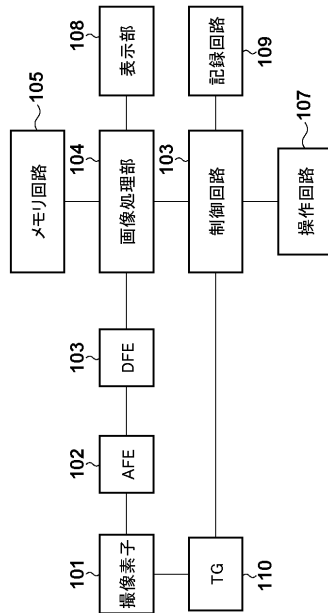 メモリ回路
105
101
102
103
104
108
撮像素子
AFE
DFE
画像処理部
表示部
103
TG
制御回路
記録回路
110
109
操作回路
107